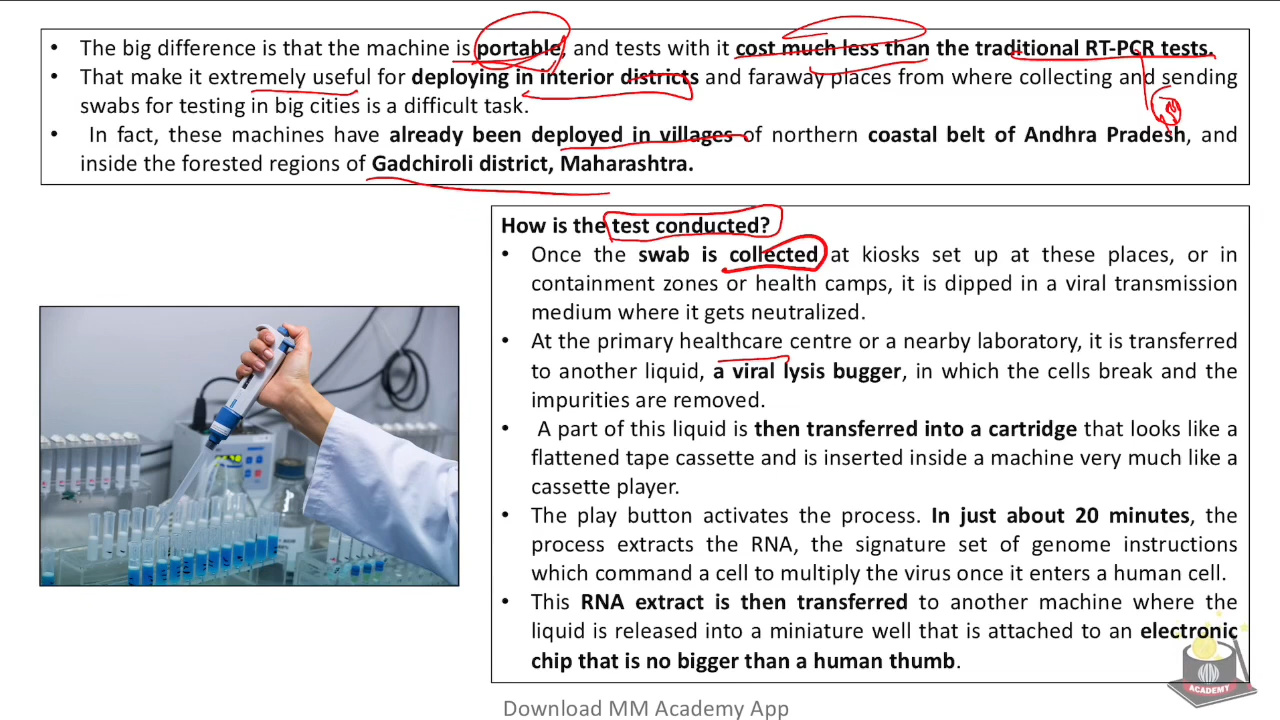 • The big difference is that the machine is portable, and tests with it cost much less than the traditional RT-PCR tests.
• That make it extremely useful for deploying in interior districts and faraway places from where collecting and sending
swabs for testing in big cities is a difficult task.
• In fact, these machines have already been deployed in villages of northern coastal belt of Andhra Pradesh, and
inside the forested regions of Gadchiroli district, Maharashtra.
How is the test conducted?
• Once the swab is collected at kiosks set up at these places, or in
containment zones or health camps, it is dipped in a viral transmission
medium where it gets neutralized.
• At the primary healthcare centre or a nearby laboratory, it is transferred
to another liquid, a viral lysis bugger, in which the cells break and the
impurities are removed.
• A part of this liquid is then transferred into a cartridge that looks like a
flattened tape cassette and is inserted inside a machine very much like a
cassette player.
• The play button activates the process. In just about 20 minutes, the
process extracts the RNA, the signature set of genome instructions
which command a cell to multiply the virus once it enters a human cell.
• This RNA extract is then transferred to another machine where the
liquid is released into a miniature well that is attached to an electronic
chip that is no bigger than a human thumb.
ACADEMY
Download MM Academy App